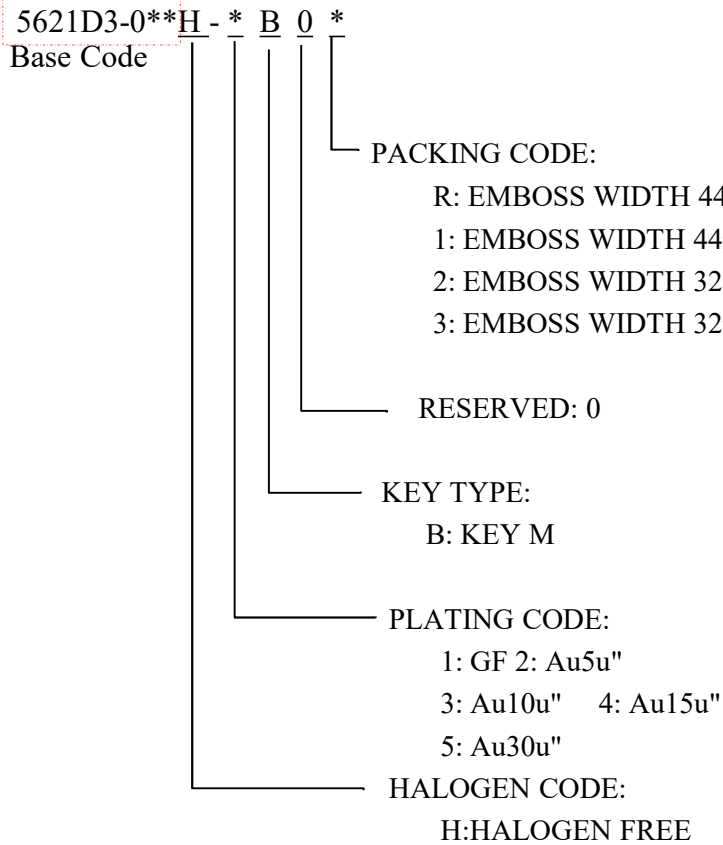 5621D3-0**H - * B 0 *
Base Code
PACKING CODE:
R: EMBOSS WIDTH 44
1: EMBOSS WIDTH 44
2: EMBOSS WIDTH 32
3: EMBOSS WIDTH 32
RESERVED: 0
KEY TYPE:
B: KEY M
PLATING CODE:
1: GF 2: Au5u"
3: Au10u" 4: Au15u"
5: Au30u"
HALOGEN CODE:
H:HALOGEN FREE